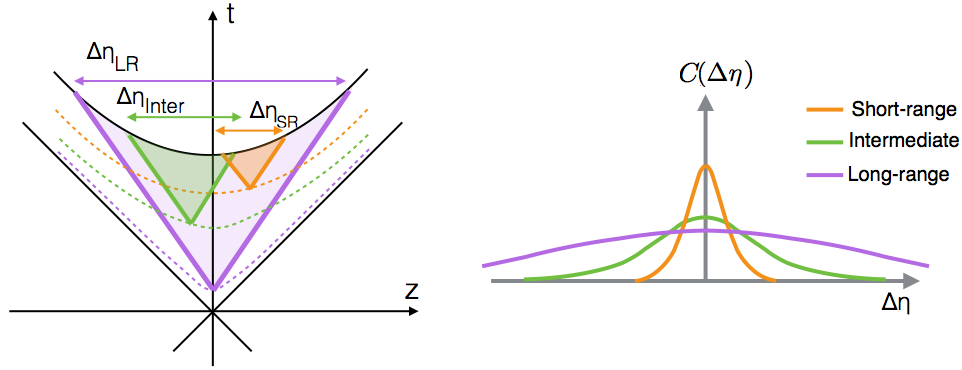 t
Δη_LR
Δη_Inter
Δη_SR
z
C(Δη)
Short-range
Intermediate
Long-range
Δη